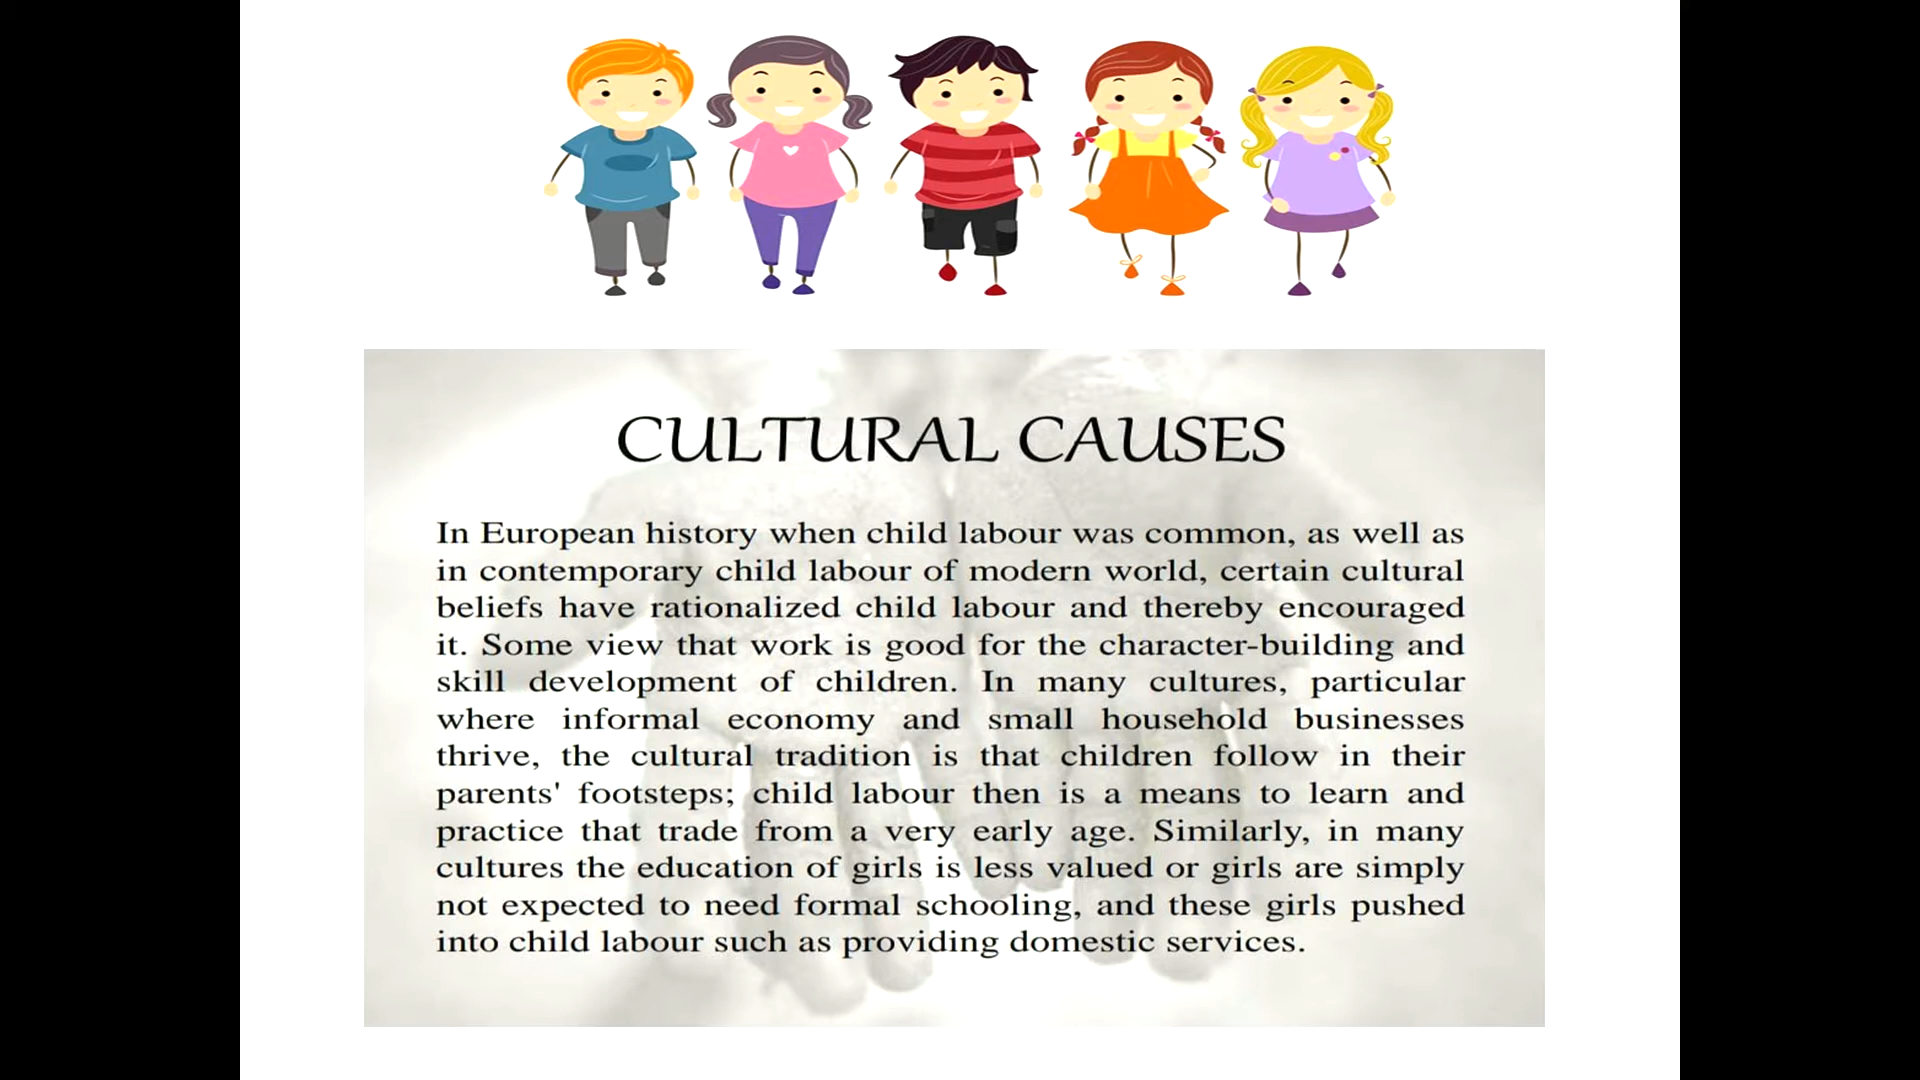 CULTURAL CAUSES
In European history when child labour was common, as well as
in contemporary child labour of modern world, certain cultural
beliefs have rationalized child labour and thereby encouraged
it. Some view that work is good for the character-building and
skill development of children. In many cultures, particular
where informal economy and small household businesses
thrive, the cultural tradition is that children follow in their
parents' footsteps; child labour then is a means to learn and
practice that trade from a very early age. Similarly, in many
cultures the education of girls is less valued or girls are simply
not expected to need formal schooling, and these girls pushed
into child labour such as providing domestic services.